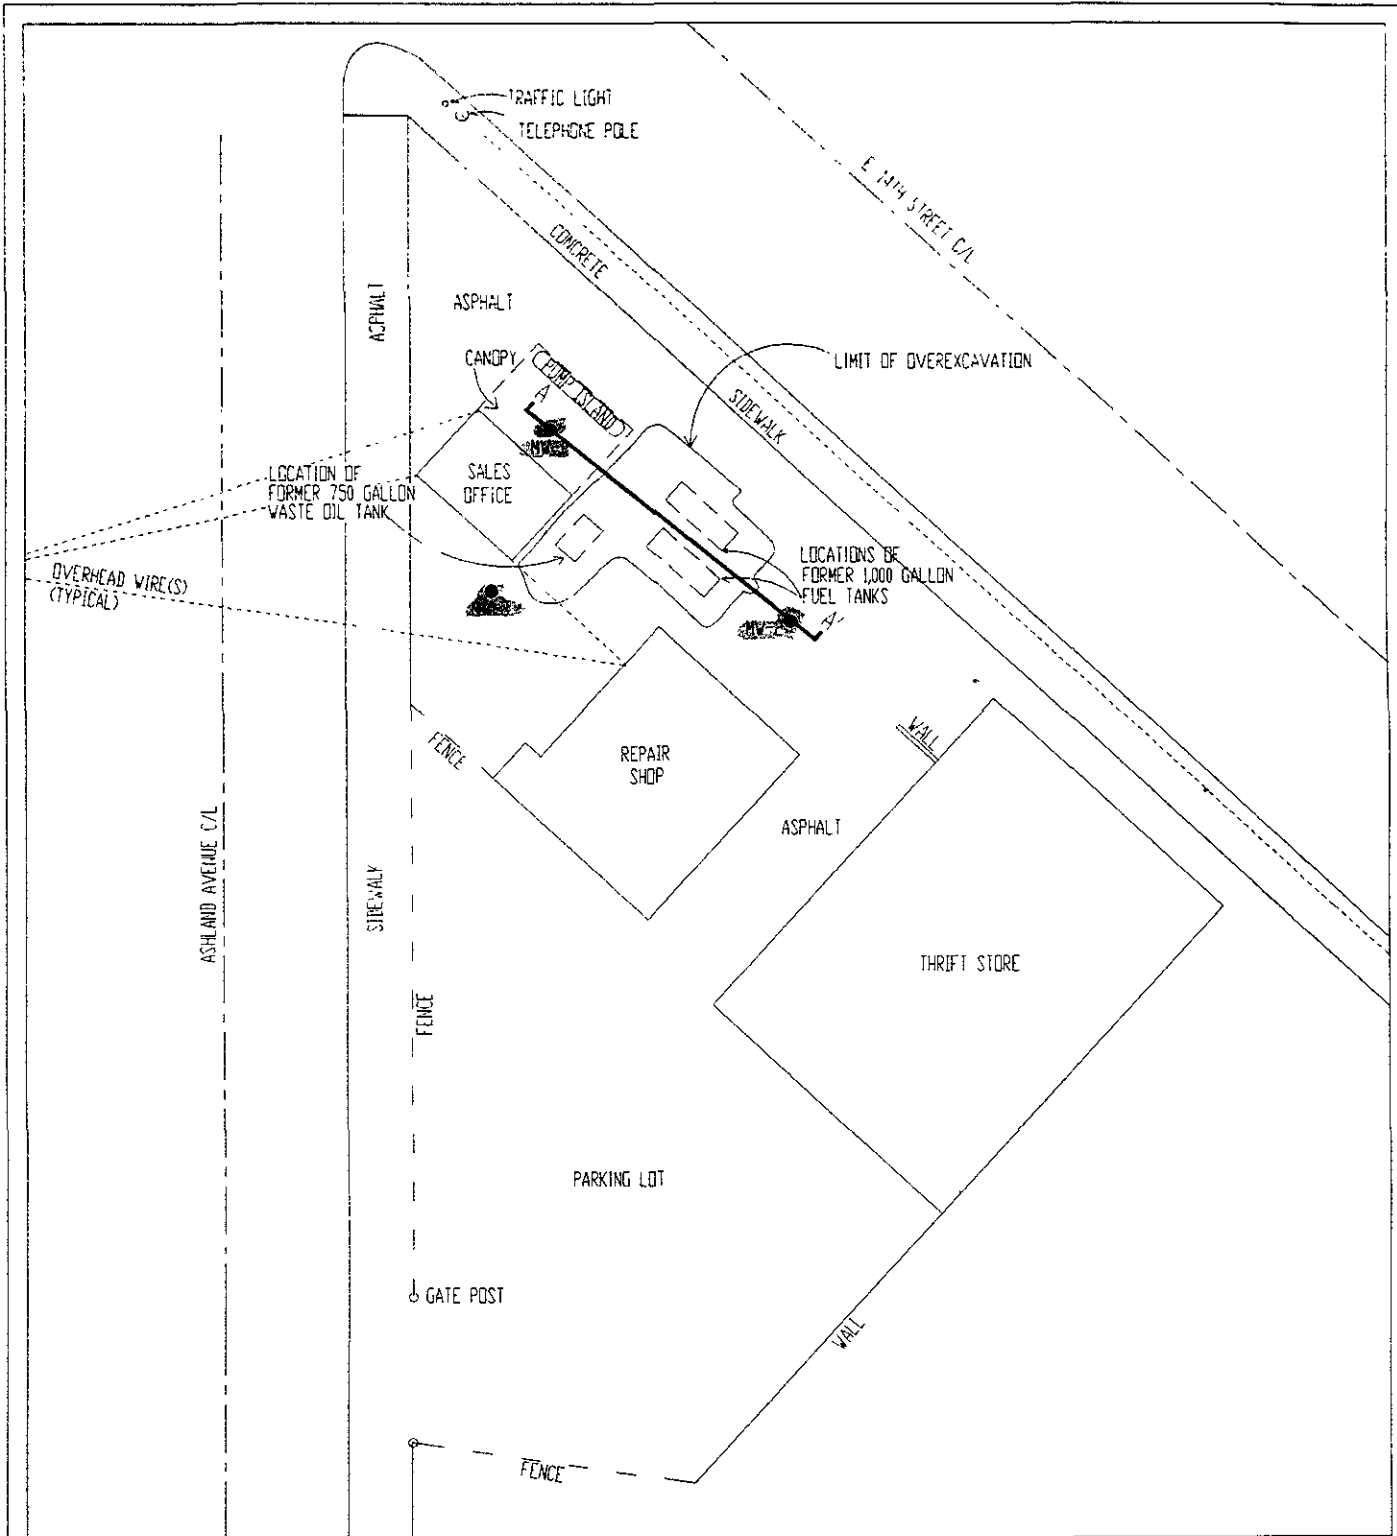 TRAFFIC LIGHT
TELEPHONE POLE
E 14TH STREET C/L
CONCRETE
ASPHALT
ASPHALT
CANOPY
PUMP ISLAND
LIMIT OF OVEREXCAVATION
SIDEWALK
A
SALES
OFFICE
LOCATION OF
FORMER 750 GALLON
WASTE OIL TANK
LOCATIONS OF
FORMER 1,000 GALLON
FUEL TANKS
OVERHEAD WIRE(S)
(TYPICAL)
A'
WALL
FENCE
REPAIR
SHOP
ASPHALT
ASHLAND AVENUE C/L
SIDEWALK
THRIFT STORE
FENCE
PARKING LOT
GATE POST
WALL
FENCE